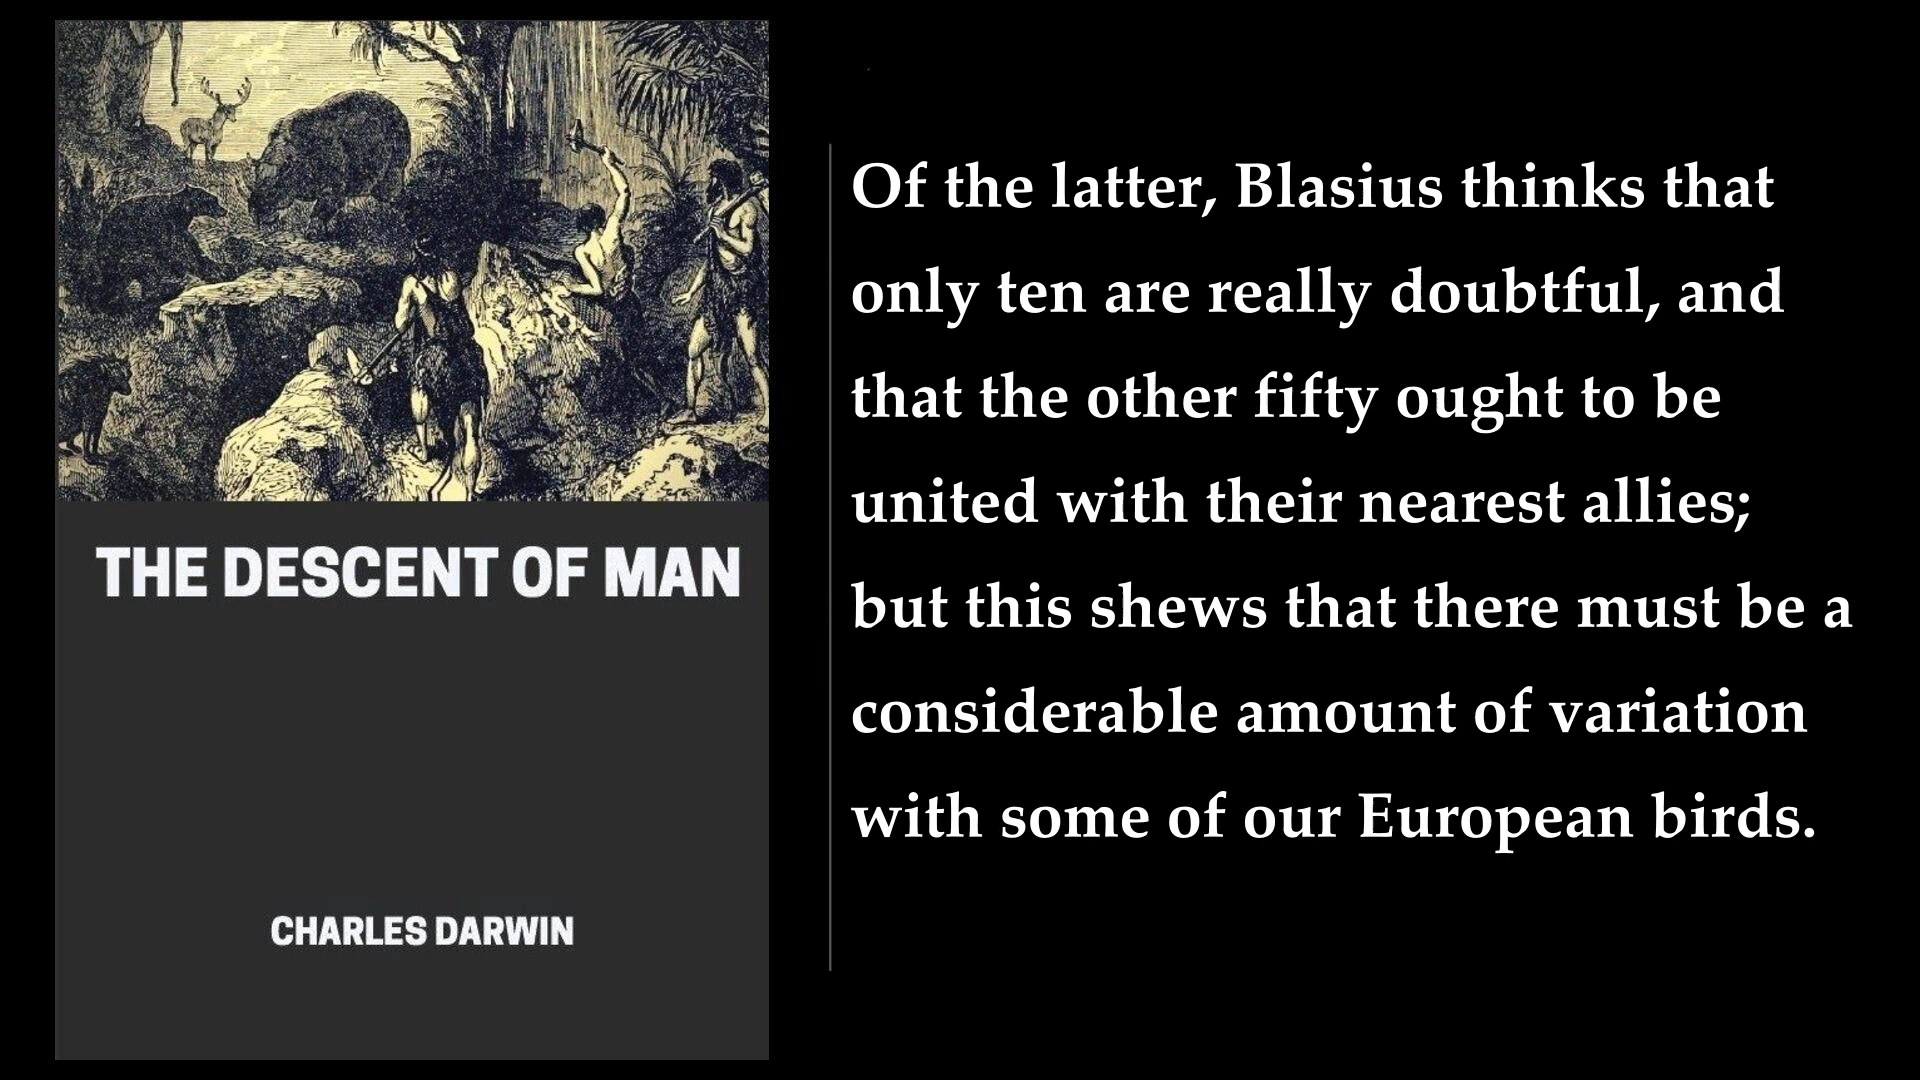 THE DESCENT OF MAN
CHARLES DARWIN
Of the latter, Blasius thinks that
only ten are really doubtful, and
that the other fifty ought to be
united with their nearest allies;
but this shews that there must be a
considerable amount of variation
with some of our European birds.